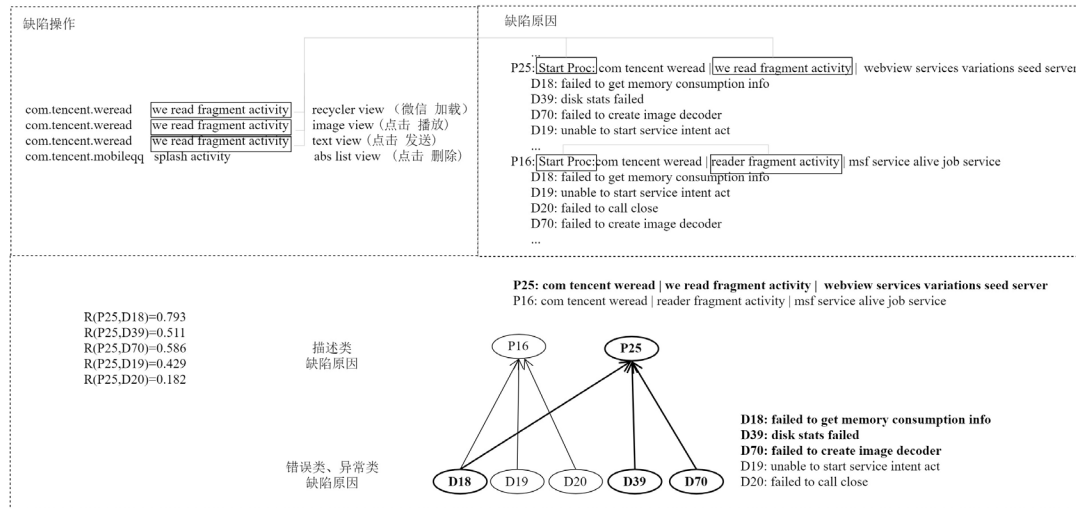 缺陷操作
com.tencent.weread we read fragment activity recycler view （微信 加载）
com.tencent.weread we read fragment activity image view (点击 播放)
com.tencent.weread we read fragment activity text view (点击 发送)
com.tencent.mobileqq splash activity abs list view (点击 删除)
缺陷原因
...
P25: Start Proc: com tencent weread | we read fragment activity | webview services variations seed server
D18: failed to get memory consumption info
D39: disk stats failed
D70: failed to create image decoder
D19: unable to start service intent act
...
P16: Start Proc: com tencent weread | reader fragment activity | msf service alive job service
D18: failed to get memory consumption info
D19: unable to start service intent act
D20: failed to call close
D70: failed to create image decoder
...
P25: com tencent weread | we read fragment activity | webview services variations seed server
P16: com tencent weread | reader fragment activity | msf service alive job service
R(P25,D18)=0.793
R(P25,D39)=0.511
R(P25,D70)=0.586
R(P25,D19)=0.429
R(P25,D20)=0.182
描述类
缺陷原因
P16 P25
错误类、异常类
缺陷原因
D18 D19 D20 D39 D70
D18: failed to get memory consumption info
D39: disk stats failed
D70: failed to create image decoder
D19: unable to start service intent act
D20: failed to call close